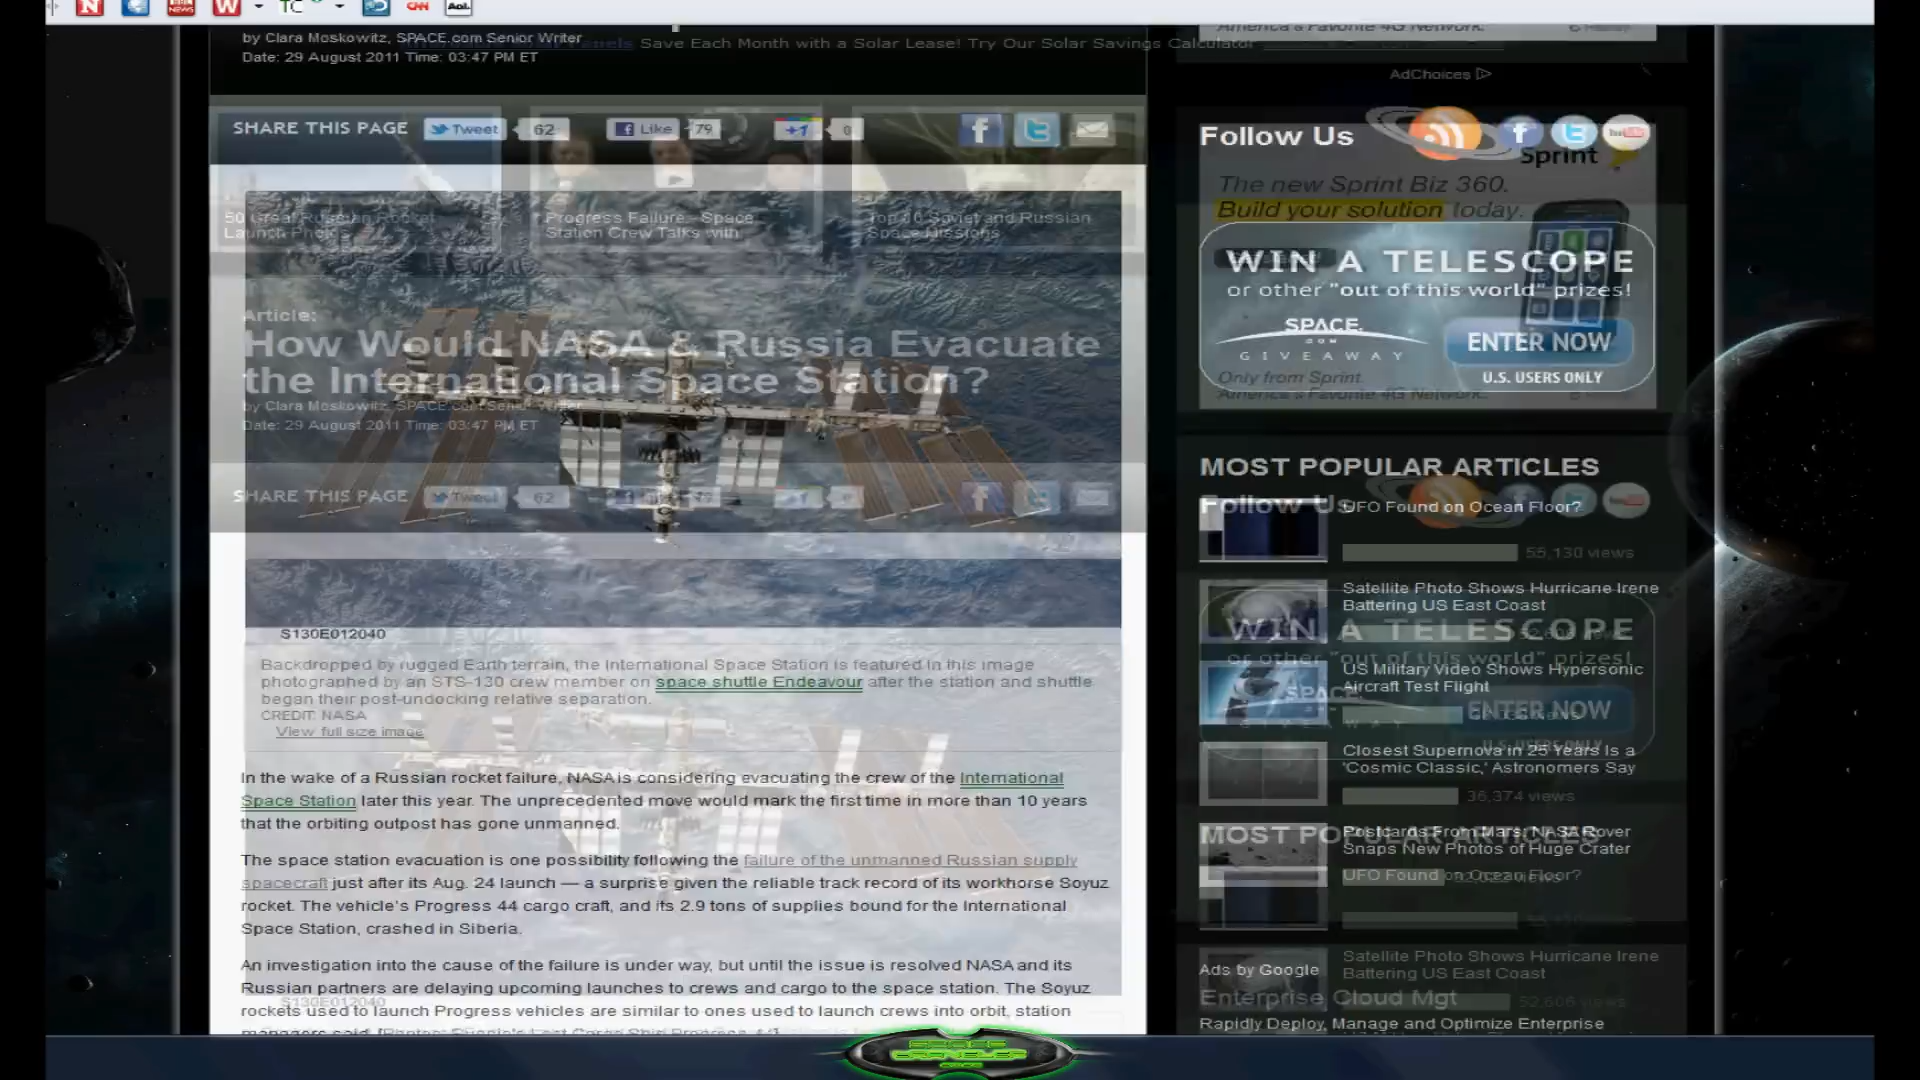 CNN
Aol.
by Clara Moskowitz, SPACE.com Senior Writer
Save Each Month with a Solar Lease! Try Our Solar Savings Calculator
Date: 29 August 2011 Time: 03:47 PM ET
America's Favorite 4G Network.
AdChoices
SHARE THIS PAGE Tweet 62 Like 79 +1 0
Follow Us
Sprint
The new Sprint Biz 360.
Build your solution today.
50 Great Russian Rocket
Launch Photos
Progress Failure - Space
Station Crew Talks with
Top 10 Soviet and Russian
Space Missions
WIN A TELESCOPE
or other "out of this world" prizes!
SPACE.COM
GIVEAWAY
ENTER NOW
U.S. USERS ONLY
Only from Sprint.
America's Favorite 4G Network.
Article:
How Would NASA & Russia Evacuate
the International Space Station?
by Clara Moskowitz, SPACE.com Senior Writer
Date: 29 August 2011 Time: 03:47 PM ET
SHARE THIS PAGE Tweet 62 79
MOST POPULAR ARTICLES
Follow Us
UFO Found on Ocean Floor?
55,130 views
Satellite Photo Shows Hurricane Irene
Battering US East Coast
WIN A TELESCOPE
or other "out of this world" prizes!
US Military Video Shows Hypersonic
Aircraft Test Flight
ENTER NOW
Closest Supernova in 25 Years Is a
'Cosmic Classic,' Astronomers Say
36,374 views
MOST POPULAR ARTICLES
Postcards From Mars: NASA Rover
Snaps New Photos of Huge Crater
UFO Found on Ocean Floor?
Satellite Photo Shows Hurricane Irene
Battering US East Coast
52,606 views
Ads by Google
Enterprise Cloud Mgt
Rapidly Deploy, Manage and Optimize Enterprise
S130E012040
Backdropped by rugged Earth terrain, the International Space Station is featured in this image
photographed by an STS-130 crew member on space shuttle Endeavour after the station and shuttle
began their post-undocking relative separation.
CREDIT: NASA
View full size image
In the wake of a Russian rocket failure, NASA is considering evacuating the crew of the International
Space Station later this year. The unprecedented move would mark the first time in more than 10 years
that the orbiting outpost has gone unmanned.
The space station evacuation is one possibility following the failure of the unmanned Russian supply
spacecraft just after its Aug. 24 launch — a surprise given the reliable track record of its workhorse Soyuz
rocket. The vehicle's Progress 44 cargo craft, and its 2.9 tons of supplies bound for the International
Space Station, crashed in Siberia.
An investigation into the cause of the failure is under way, but until the issue is resolved NASA and its
Russian partners are delaying upcoming launches to crews and cargo to the space station. The Soyuz
S130E012040
rockets used to launch Progress vehicles are similar to ones used to launch crews into orbit, station
managers said. [Photos: Russia's Lost Cargo Ship Progress 44]